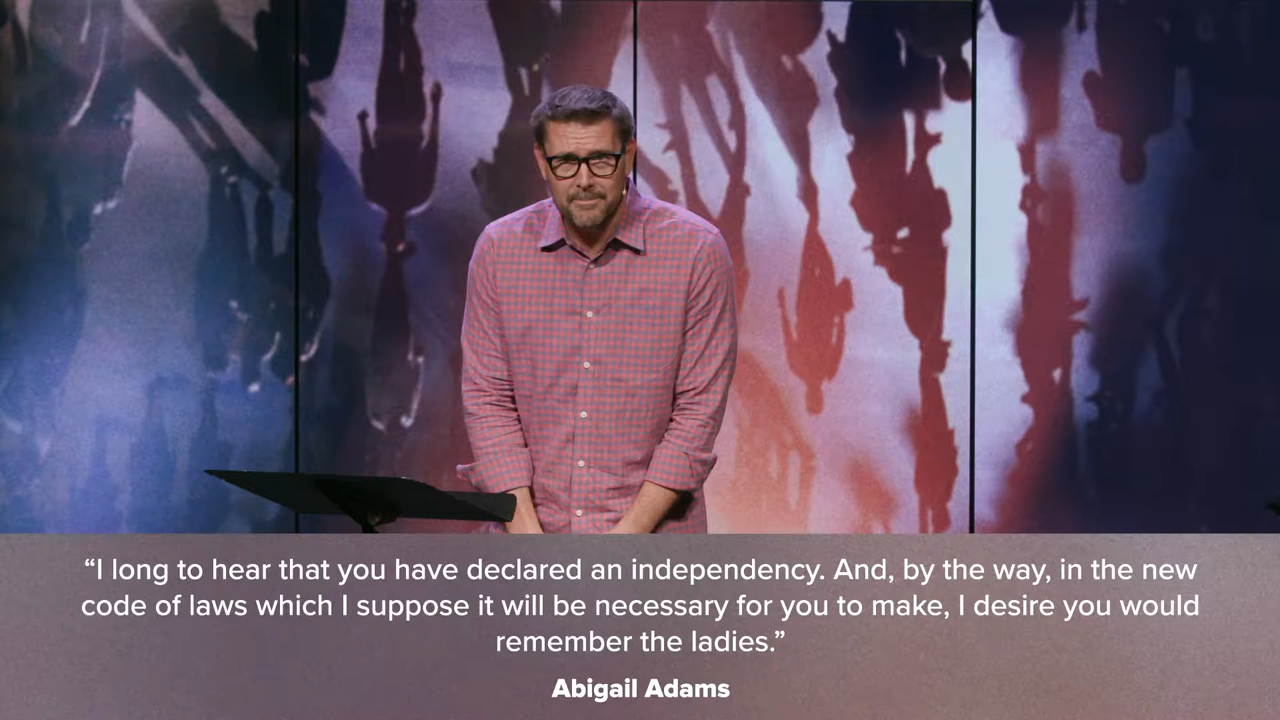 “I long to hear that you have declared an independency. And, by the way, in the new
code of laws which I suppose it will be necessary for you to make, I desire you would
remember the ladies.”
Abigail Adams